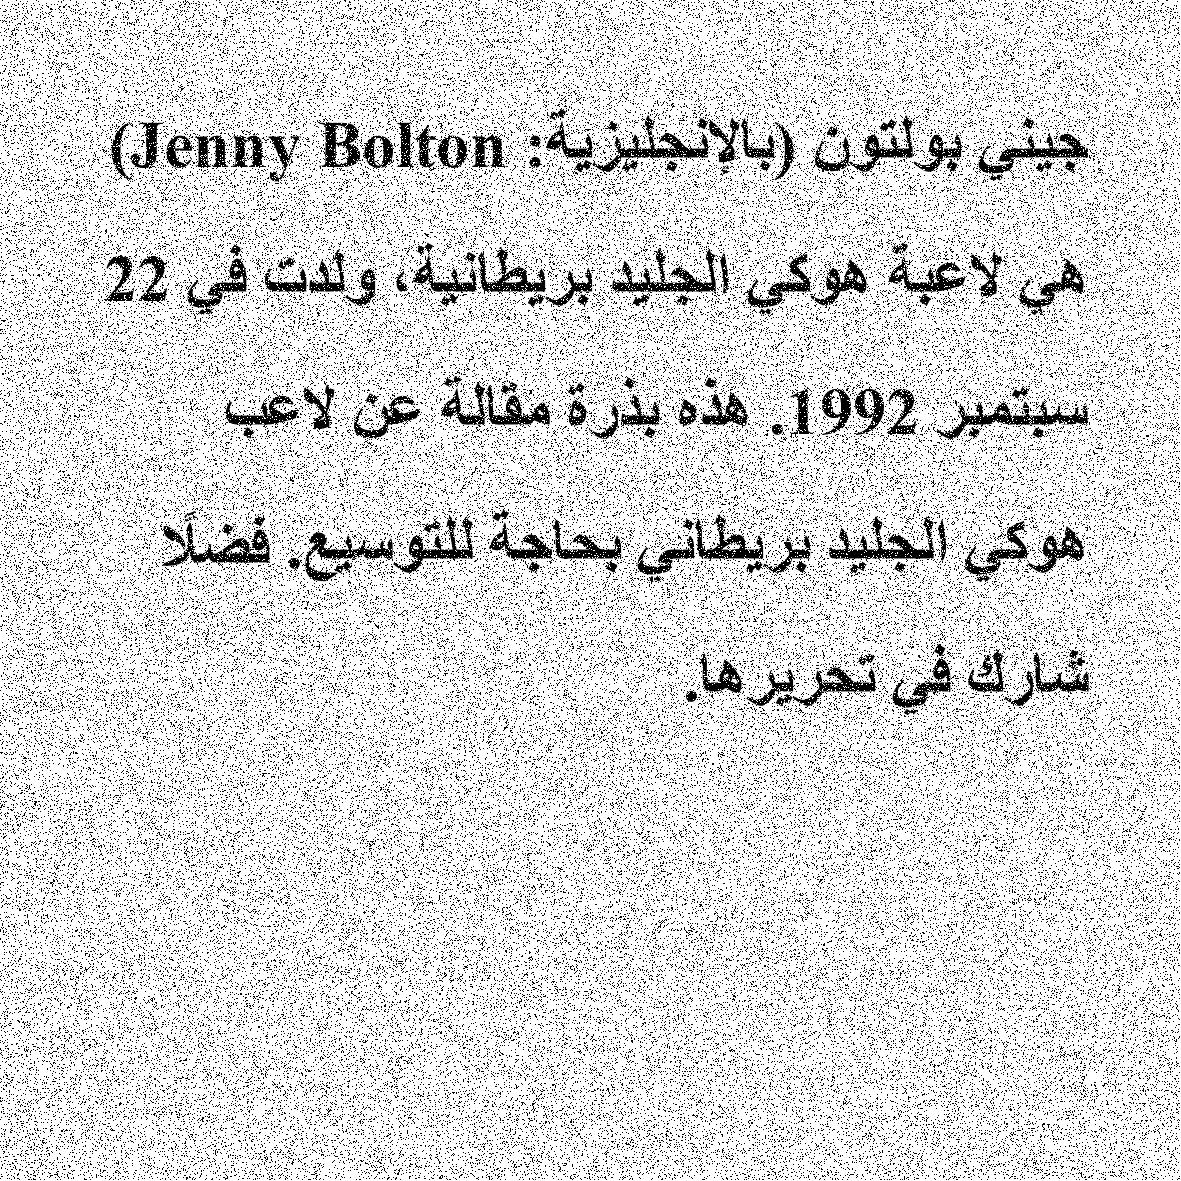 جيني بولتون (بالإنجليزية: Jenny Bolton)
هي لاعبة هوكي الجليد بريطانية، ولدت في 22
سبتمبر 1992. هذه بذرة مقالة عن لاعب
هوكي الجليد بريطاني بحاجة للتوسيع. فضلًا
شارك في تحريرها.